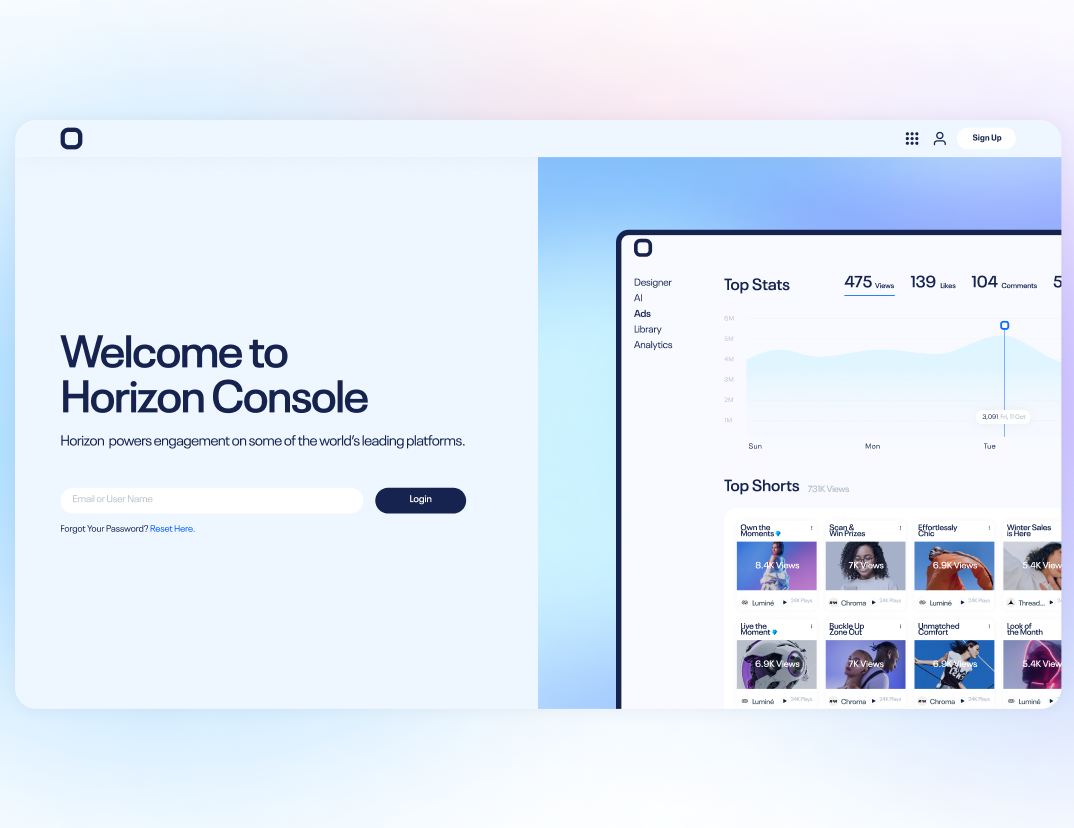 Sign Up
Welcome to
Horizon Console
Horizon powers engagement on some of the world's leading platforms.
Email or User Name
Login
Forgot Your Password? Reset Here.
Designer
AI
Ads
Library
Analytics
Top Stats
475 Views
139 Likes
104 Comments
5
6M
5M
4M
3M
2M
1M
3,091 Fri, 11 Oct
Sun
Mon
Tue
Top Shorts
731K Views
Own the
Moments
8.4K Views
Luminé
34K Plays
Scan &
Win Prizes
7K Views
Chroma
34K Plays
Effortlessly
Chic
6.9K Views
Luminé
34K Plays
Winter Sales
is Here
5.4K View
Thread...
Live the
Moment
6.9K Views
Luminé
34K Plays
Buckle Up
Zone Out
7K Views
Chroma
34K Plays
Unmatched
Comfort
6.9K Views
Chroma
34K Plays
Look of
the Month
5.4K View
Luminé